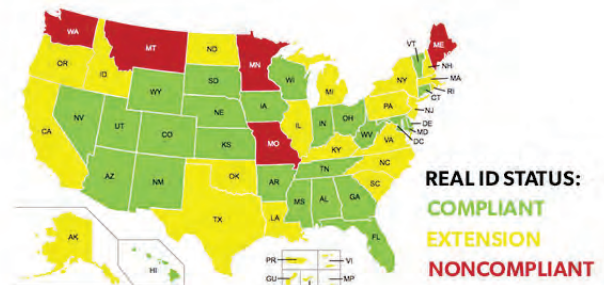 WA
MT
ND
MN
VT
ME
OR
ID
SD
WI
NH
MA
NY
MI
RI
CT
WY
IA
PA
NJ
NV
NE
IL
IN
OH
DE
MD
DC
UT
CO
WV
VA
CA
KS
MO
KY
NC
TN
AZ
NM
OK
AR
SC
MS
AL
GA
TX
LA
FL
AK
HI
PR
VI
GU
MP
REAL ID STATUS:
COMPLIANT
EXTENSION
NONCOMPLIANT